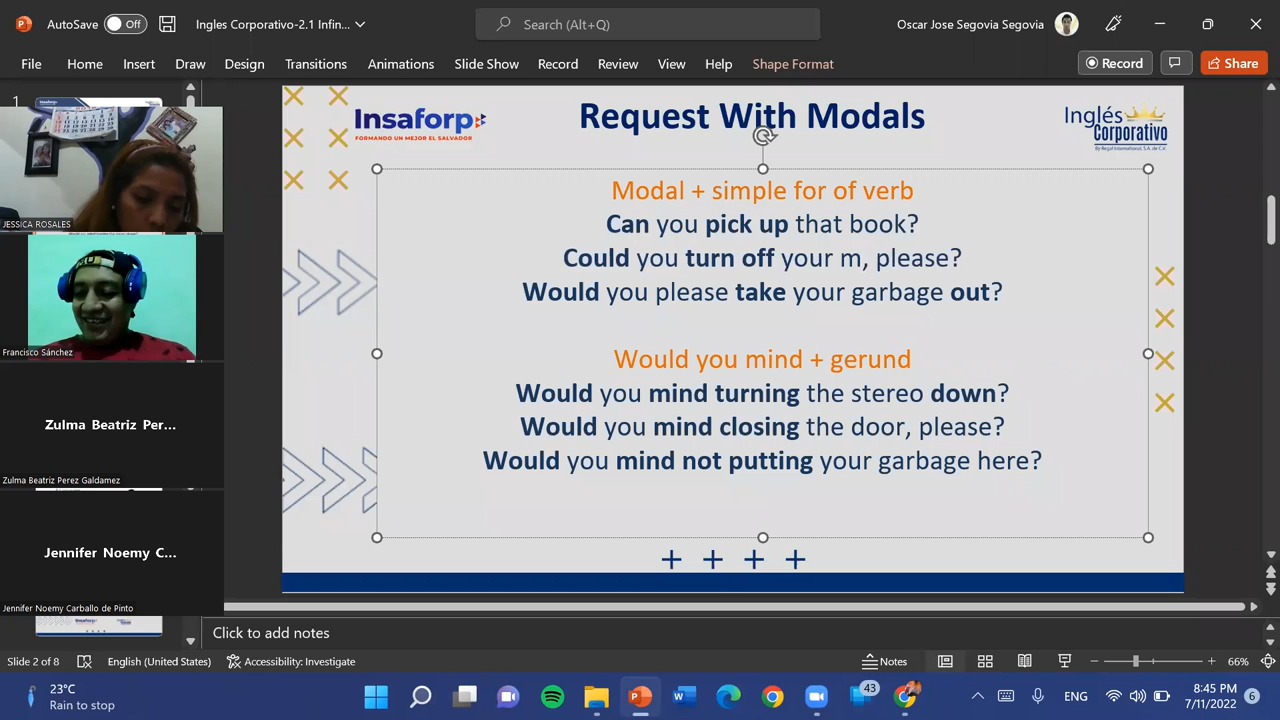 AutoSave Off Ingles Corporativo-2.1 Infin... Search (Alt+Q) Oscar Jose Segovia Segovia
File Home Insert Draw Design Transitions Animations Slide Show Record Review View Help Shape Format Record Share
1
JESSICA ROSALES
Francisco Sánchez
Zulma Beatriz Per...
Zulma Beatriz Perez Galdamez
Jennifer Noemy C...
Jennifer Noemy Carballo de Pinto
Insaforp
FORMANDO UN MEJOR EL SALVADOR
Request With Modals
Inglés
Corporativo
By Regal International, S.A. de C.V.
Modal + simple for of verb
Can you pick up that book?
Could you turn off your m, please?
Would you please take your garbage out?
Would you mind + gerund
Would you mind turning the stereo down?
Would you mind closing the door, please?
Would you mind not putting your garbage here?
Click to add notes
Slide 2 of 8 English (United States) Accessibility: Investigate Notes 66%
23°C
Rain to stop
43
ENG
8:45 PM
7/11/2022
6